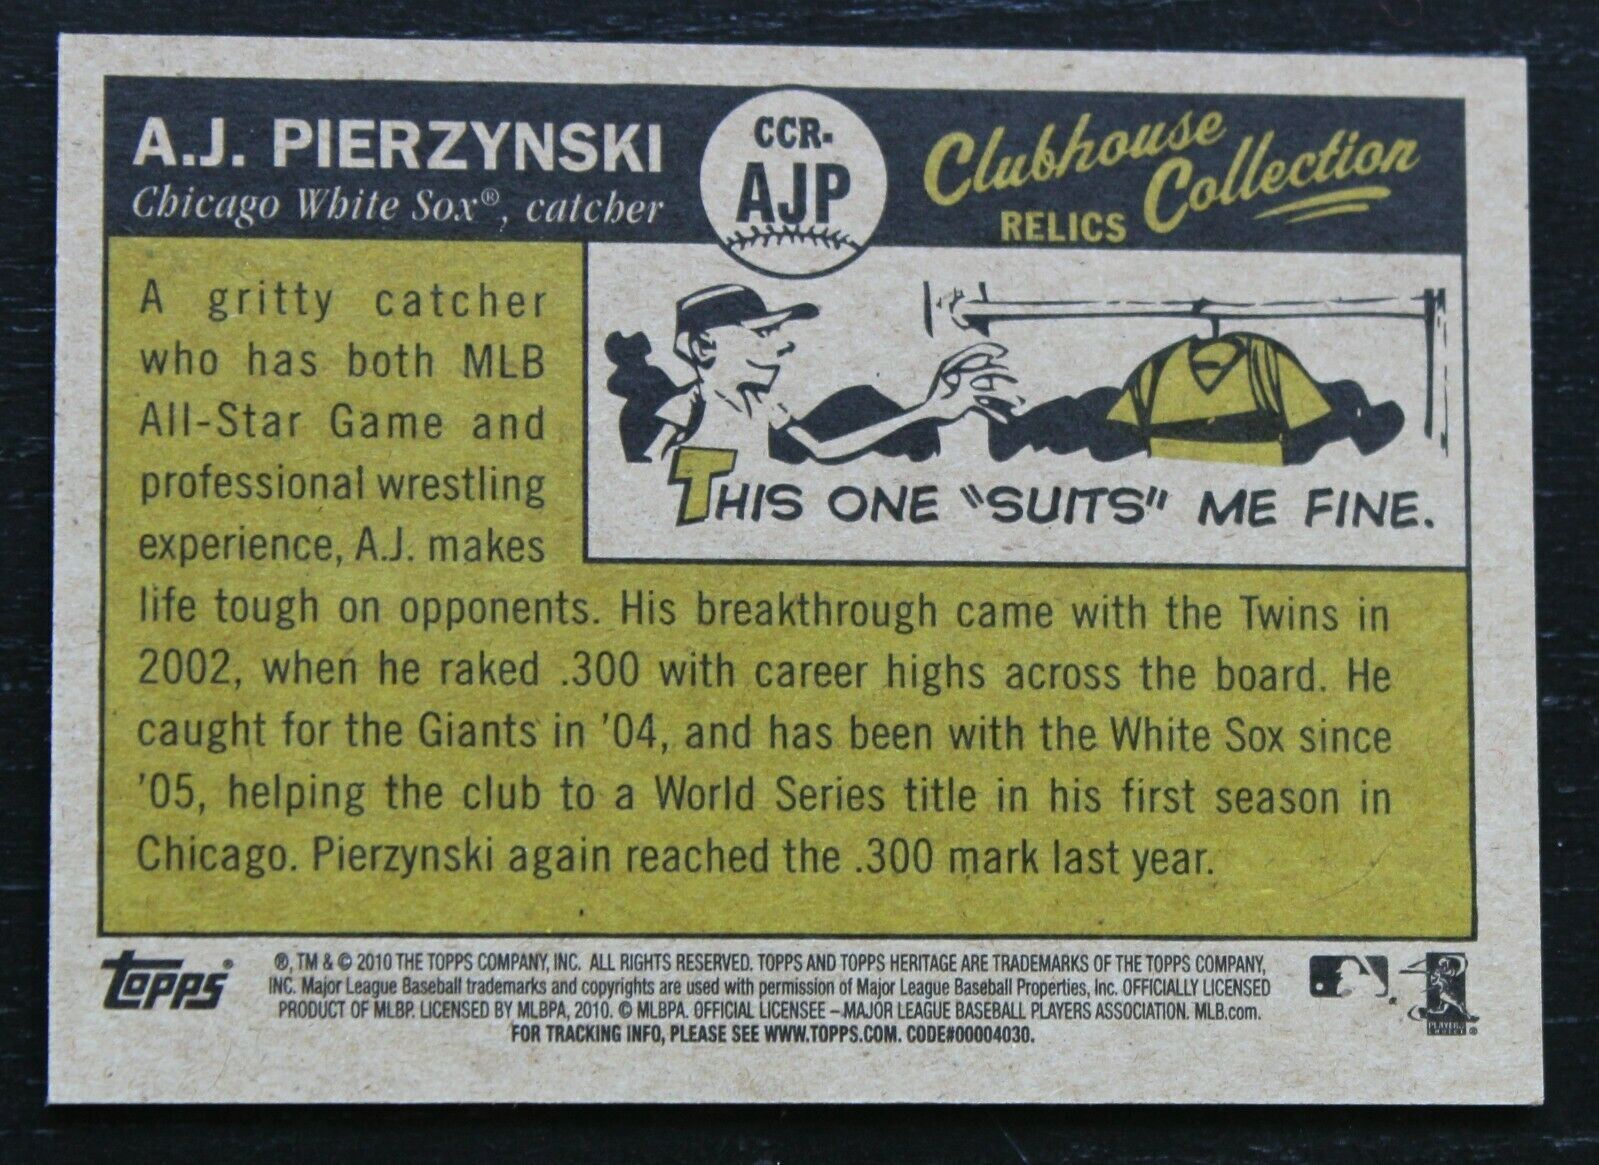 A.J. PIERZYNSKI
Chicago White Sox®, catcher
CCR-
AJP
Clubhouse
Collection
RELICS
A gritty catcher
who has both MLB
All-Star Game and
professional wrestling
experience, A.J. makes
life tough on opponents. His breakthrough came with the Twins in
2002, when he raked .300 with career highs across the board. He
caught for the Giants in '04, and has been with the White Sox since
'05, helping the club to a World Series title in his first season in
Chicago. Pierzynski again reached the .300 mark last year.
THIS ONE "SUITS" ME FINE.
TOPPS®
®, TM & © 2010 THE TOPPS COMPANY, INC. ALL RIGHTS RESERVED. TOPPS AND TOPPS HERITAGE ARE TRADEMARKS OF THE TOPPS COMPANY,
INC. Major League Baseball trademarks and copyrights are used with permission of Major League Baseball Properties, Inc. OFFICIALLY LICENSED
PRODUCT OF MLBP. LICENSED BY MLBPA, 2010. © MLBPA. OFFICIAL LICENSEE – MAJOR LEAGUE BASEBALL PLAYERS ASSOCIATION. MLB.com.
FOR TRACKING INFO, PLEASE SEE WWW.TOPPS.COM. CODE#00004030.
PLAYERS
CHOICE®